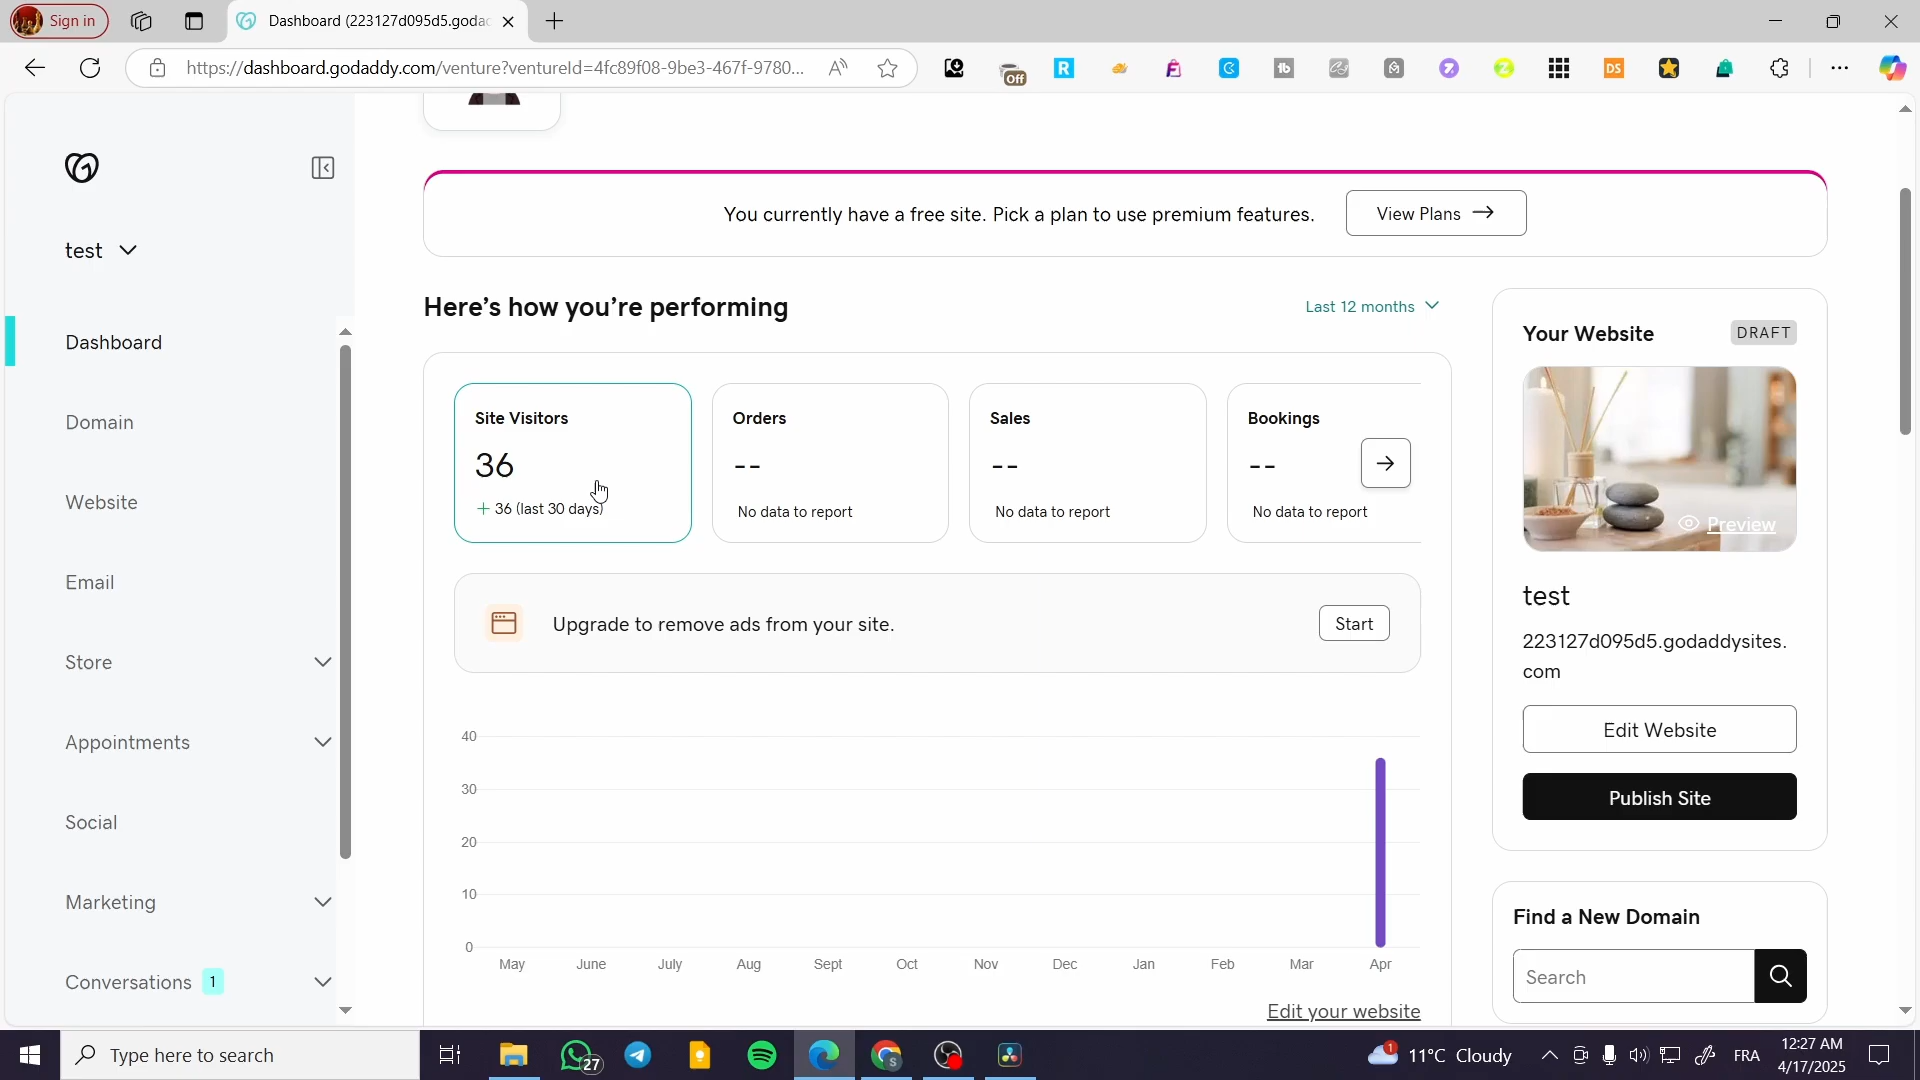 Sign in
Dashboard (223127d095d5.godac
https://dashboard.godaddy.com/venture?ventureId=4fc89f08-9be3-467f-9780...
Off
R
tb
DS
You currently have a free site. Pick a plan to use premium features.
View Plans
test
Dashboard
Domain
Website
Email
Store
Appointments
Social
Marketing
Conversations 1
Here's how you're performing
Last 12 months
Site Visitors
36
+ 36 (last 30 days)
Orders
--
No data to report
Sales
--
No data to report
Bookings
--
No data to report
Upgrade to remove ads from your site.
Start
40
30
20
10
0
May June July Aug Sept Oct Nov Dec Jan Feb Mar Apr
Edit your website
Your Website
DRAFT
Preview
test
223127d095d5.godaddysites.
com
Edit Website
Publish Site
Find a New Domain
Search
Type here to search
27
1
11°C Cloudy
FRA
12:27 AM
4/17/2025